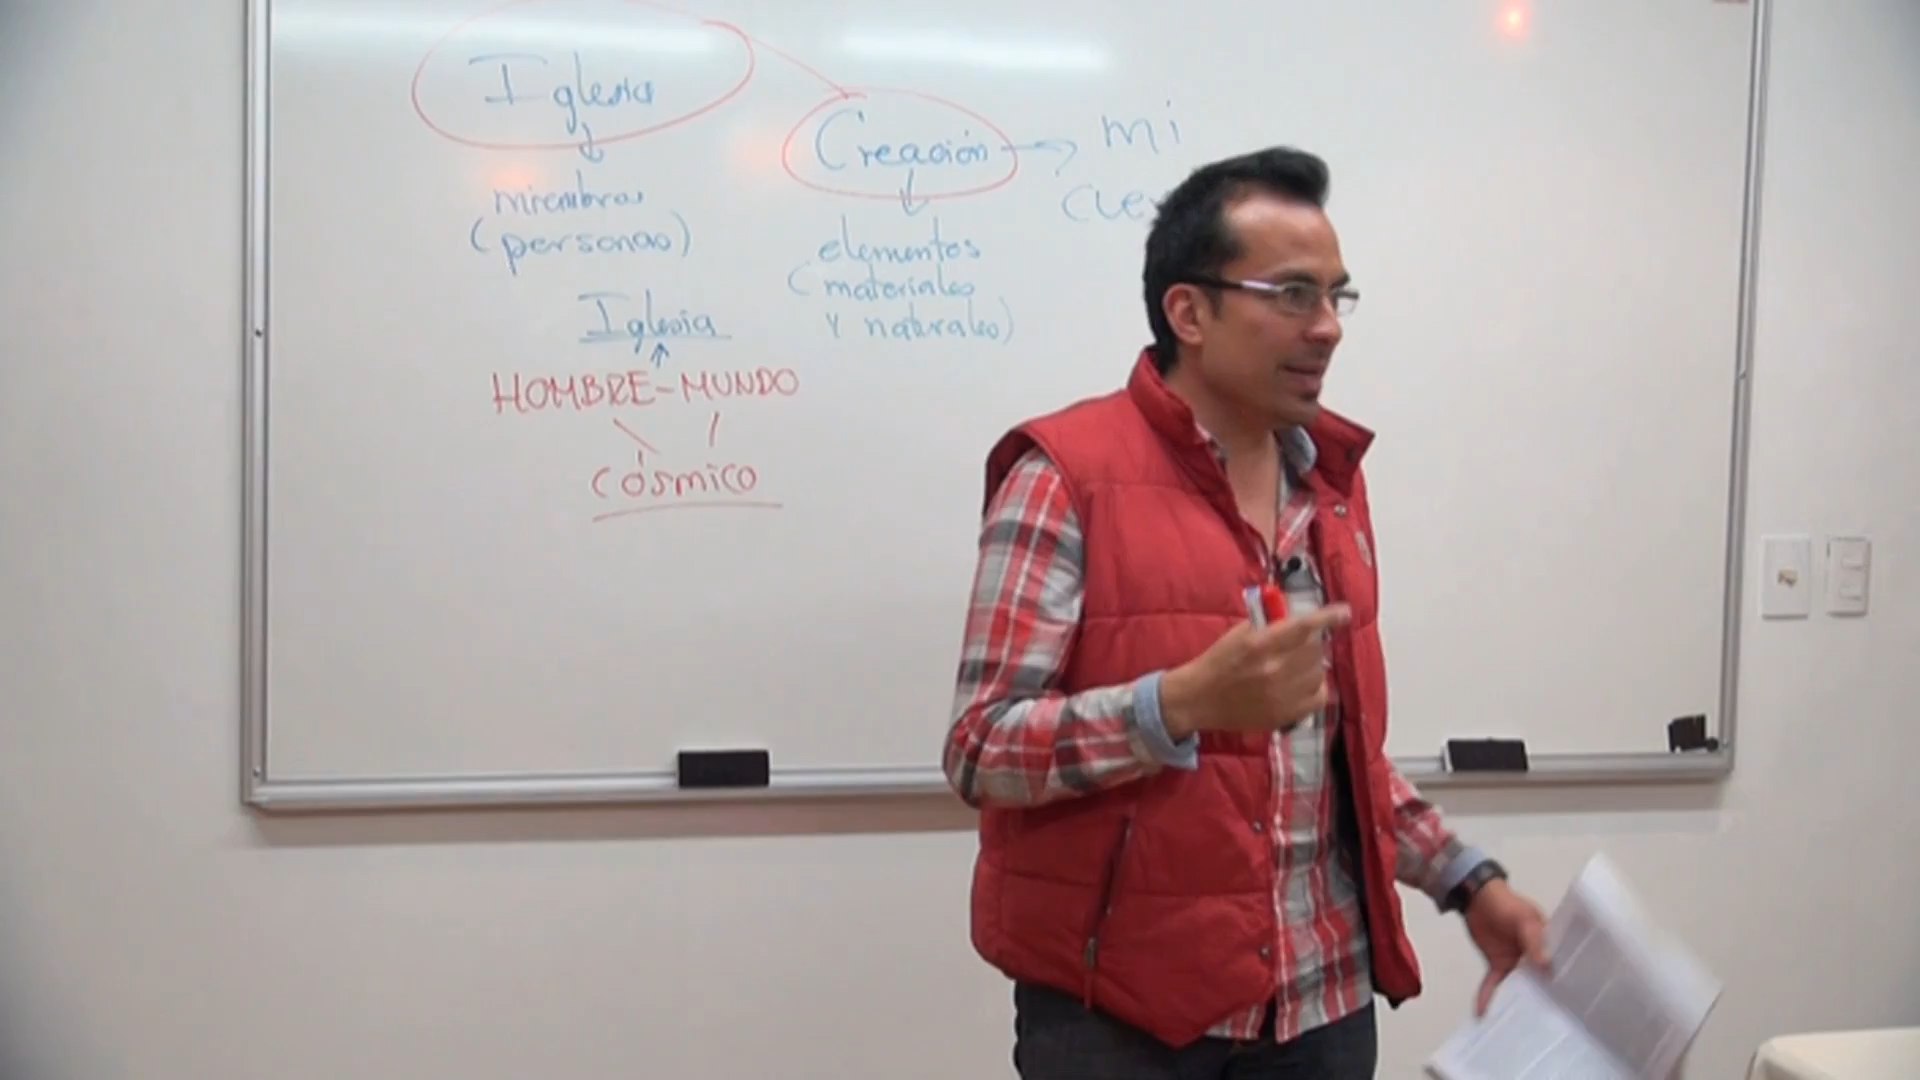 Iglesia
miembros
(personas)
Creación
mi
elementos
(materiales
y naturales)
Iglesia
HOMBRE-MUNDO
cósmico